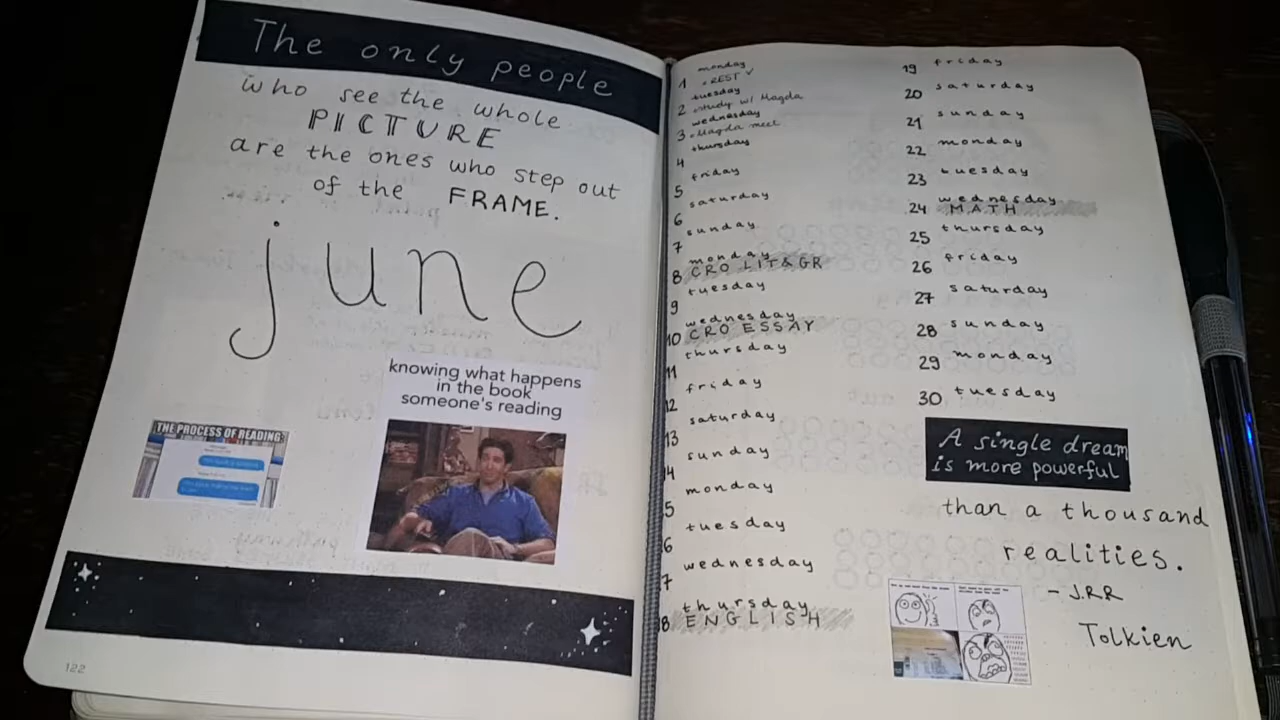 The only people
who see the whole
PICTURE
are the ones who step out
of the FRAME.
june
knowing what happens
in the book
someone's reading
THE PROCESS OF READING:
122
monday
1 • REST ✓
tuesday
2 • study w/ Magda
wednesday
3 • Magda meet
thursday
4
friday
5
saturday
6
sunday
7
monday
8 CRO LIT&GR
tuesday
9
wednesday
10 CRO ESSAY
thursday
11
friday
12
saturday
13
sunday
14
monday
5
tuesday
6
wednesday
7
thursday
8 ENGLISH
19 friday
20 saturday
21 sunday
22 monday
23 tuesday
wednesday
24 MATH
25 thursday
26 friday
27 saturday
28 sunday
29 monday
30 tuesday
A single dream
is more powerful
than a thousand
realities.
- J.R.R
Tolkien